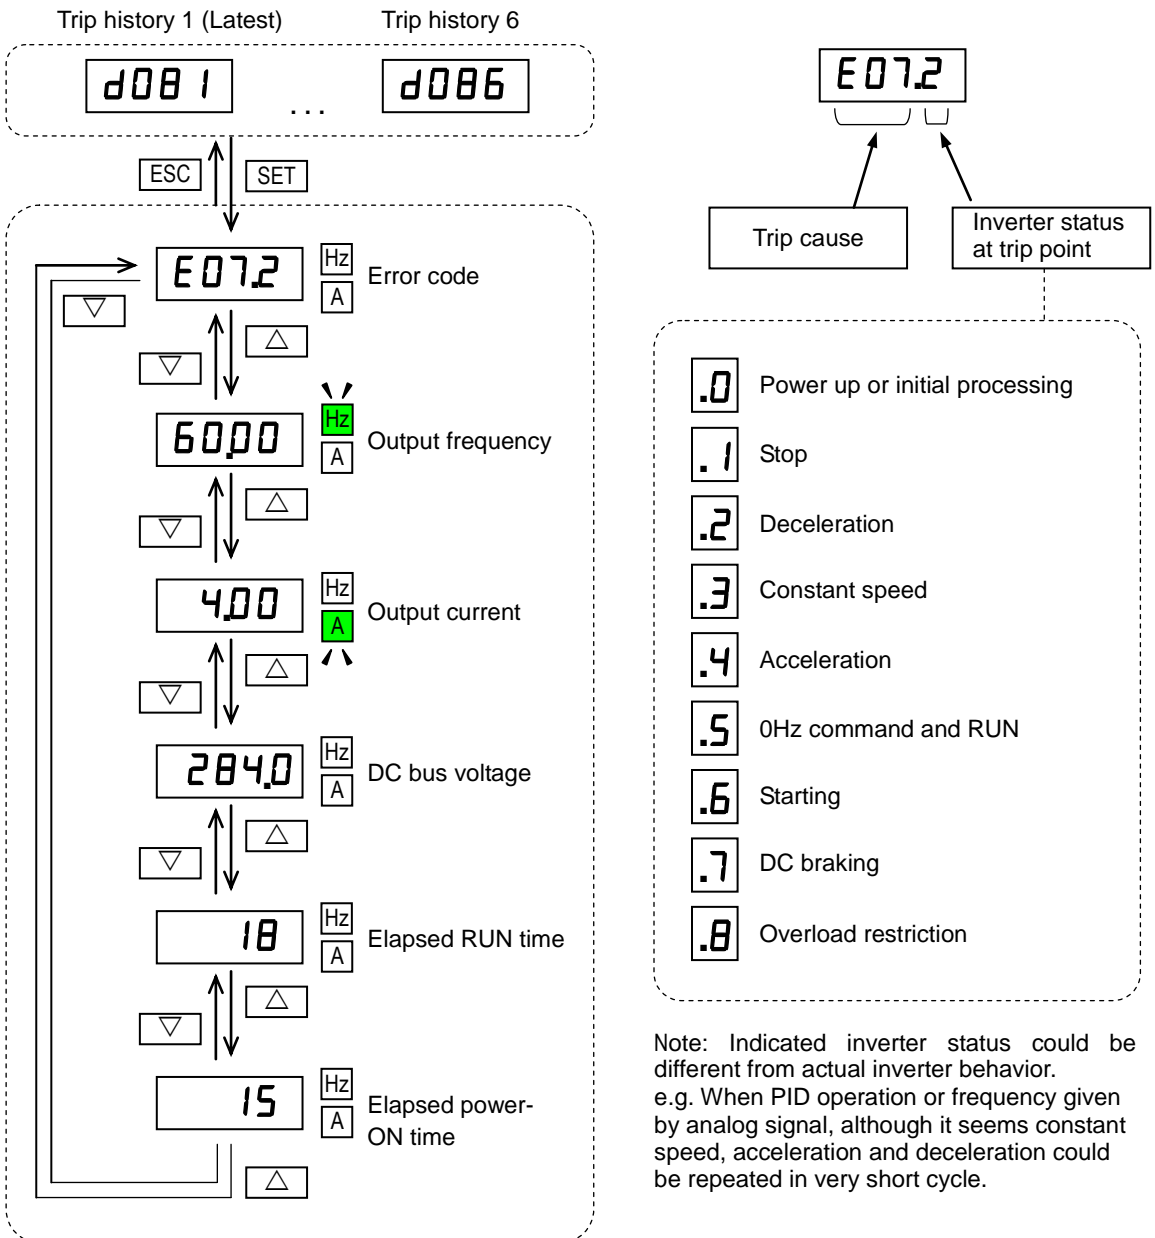 Trip history 1 (Latest)
Trip history 6
d081
...
d086
ESC
SET
E07.2
Hz
A
Error code
60.00
Hz
A
Output frequency
4.00
Hz
A
Output current
284.0
Hz
A
DC bus voltage
18
Hz
A
Elapsed RUN time
15
Hz
A
Elapsed power-
ON time
E07.2
Trip cause
Inverter status
at trip point
.0
Power up or initial processing
.1
Stop
.2
Deceleration
.3
Constant speed
.4
Acceleration
.5
0Hz command and RUN
.6
Starting
.7
DC braking
.8
Overload restriction
Note: Indicated inverter status could be
different from actual inverter behavior.
e.g. When PID operation or frequency given
by analog signal, although it seems constant
speed, acceleration and deceleration could
be repeated in very short cycle.